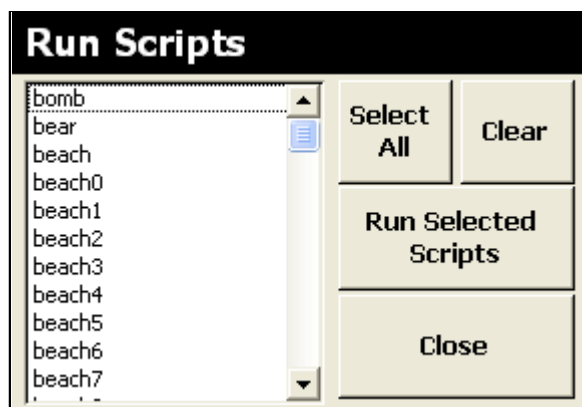 Run Scripts
bomb
bear
beach
beach0
beach1
beach2
beach3
beach4
beach5
beach6
beach7
Select
All
Clear
Run Selected
Scripts
Close